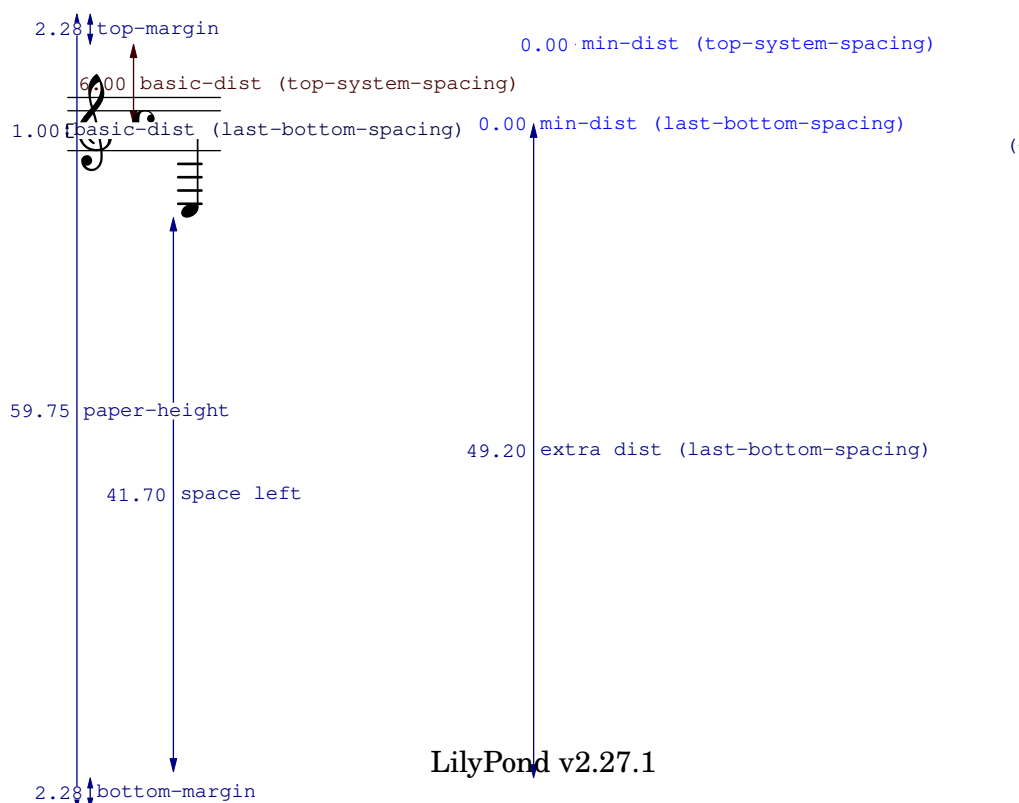 2.28 top-margin
0.00 min-dist (top-system-spacing)
6.00 basic-dist (top-system-spacing)
1.00 basic-dist (last-bottom-spacing)
0.00 min-dist (last-bottom-spacing)
(
59.75 paper-height
49.20 extra dist (last-bottom-spacing)
41.70 space left
LilyPond v2.27.1
2.28 bottom-margin